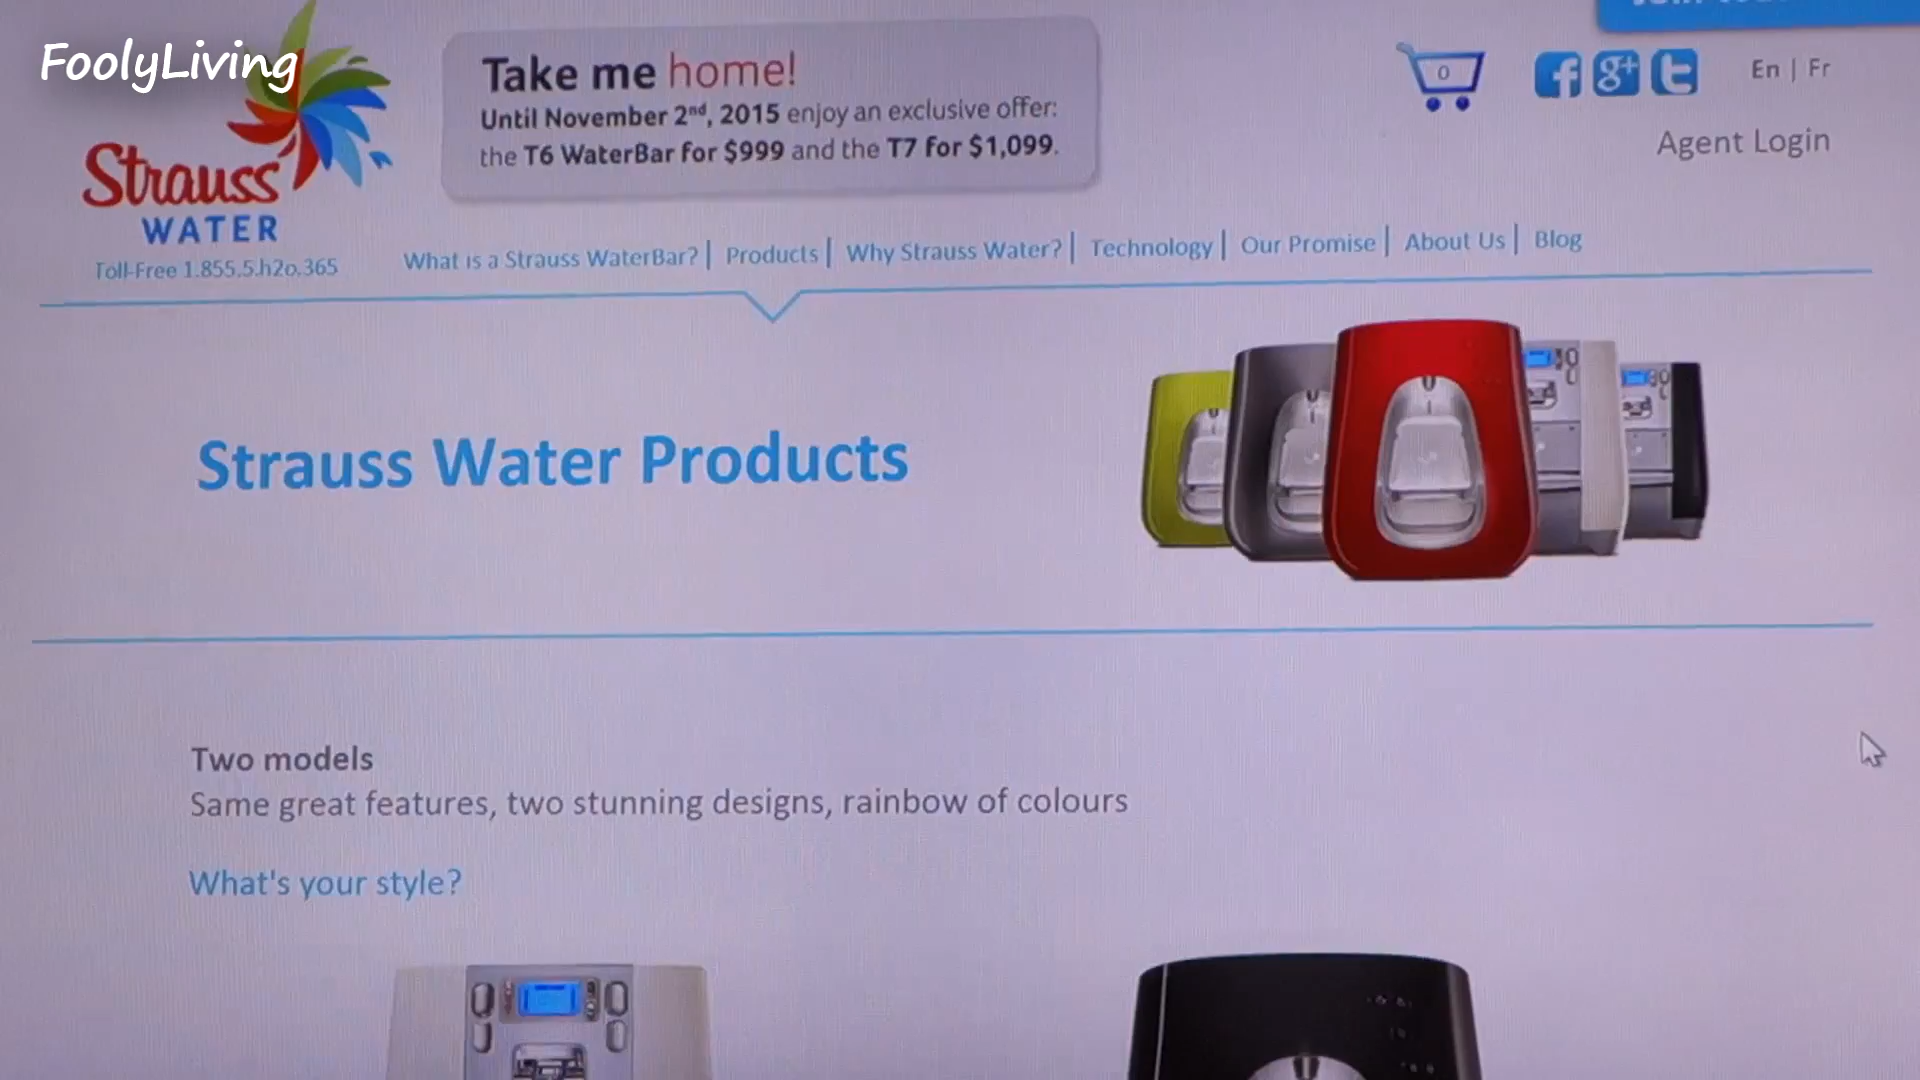 FoolyLiving
Strauss
WATER
Toll-Free 1.855.5.h2o.365
Take me home!
Until November 2nd, 2015 enjoy an exclusive offer:
the T6 WaterBar for $999 and the T7 for $1,099.
0
En | Fr
Agent Login
What is a Strauss WaterBar? | Products | Why Strauss Water? | Technology | Our Promise | About Us | Blog
Strauss Water Products
Two models
Same great features, two stunning designs, rainbow of colours
What's your style?